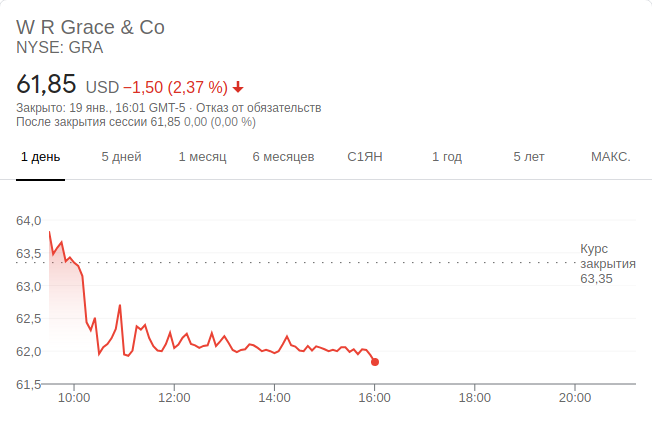 W R Grace & Co
NYSE: GRA
61,85 USD −1,50 (2,37 %)
Закрыто: 19 янв., 16:01 GMT-5 · Отказ от обязательств
После закрытия сессии 61,85 0,00 (0,00 %)
1 день 5 дней 1 месяц 6 месяцев С1ЯН 1 год 5 лет МАКС.
64,0
63,5
63,0
62,5
62,0
61,5
Курс
закрытия
63,35
10:00 12:00 14:00 16:00 18:00 20:00